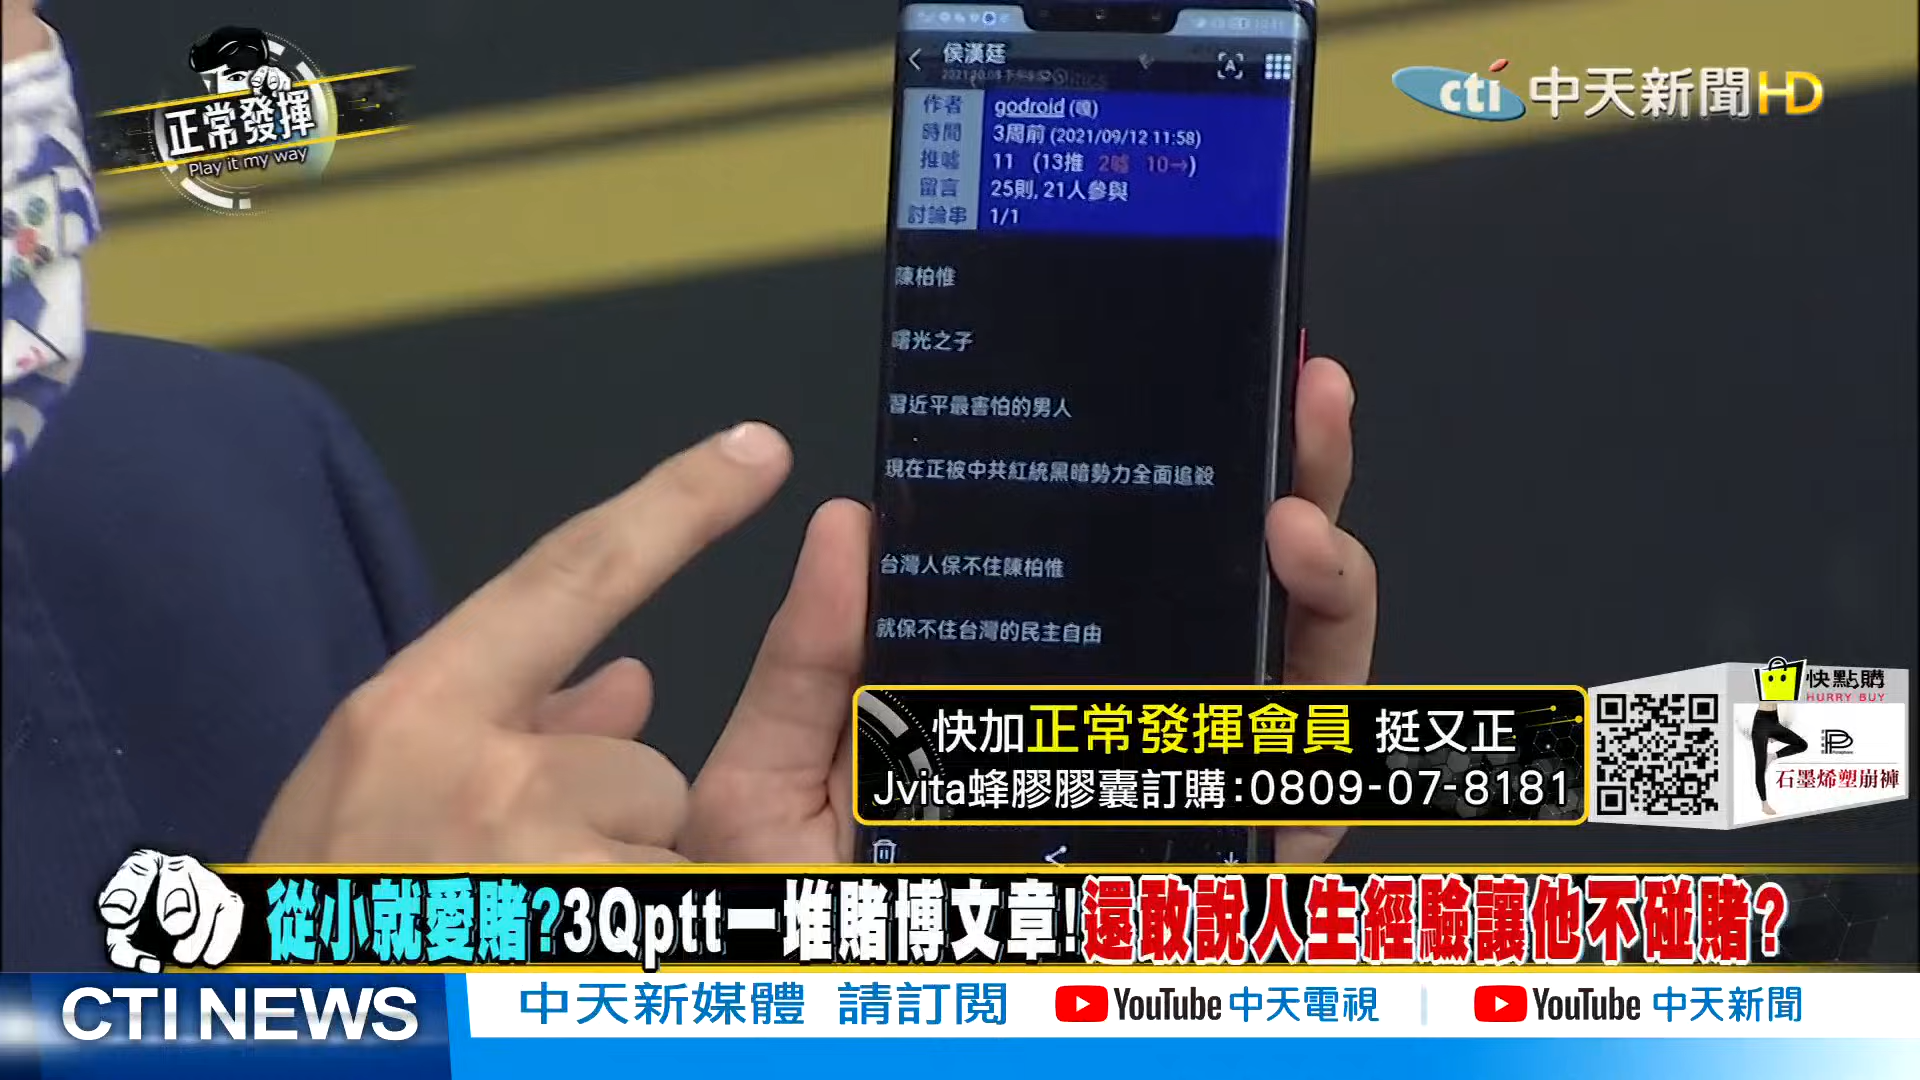 正常發揮
Play it my way
cti 中天新聞HD
侯漢廷
作者 godroid (嘎)
時間 3周前 (2021/09/12 11:58)
推噓 11 (13推 2噓 10→)
留言 25則, 21人參與
討論串 1/1
陳柏惟
曙光之子
習近平最害怕的男人
現在正被中共紅統黑暗勢力全面追殺
台灣人保不住陳柏惟
就保不住台灣的民主自由
快加正常發揮會員 挺又正
Jvita蜂膠膠囊訂購:0809-07-8181
快點購
HURRY BUY
石墨烯塑崩褲
從小就愛賭?3Qptt一堆賭博文章!還敢說人生經驗讓他不碰賭?
CTI NEWS
中天新媒體 請訂閱 YouTube 中天電視 | YouTube 中天新聞